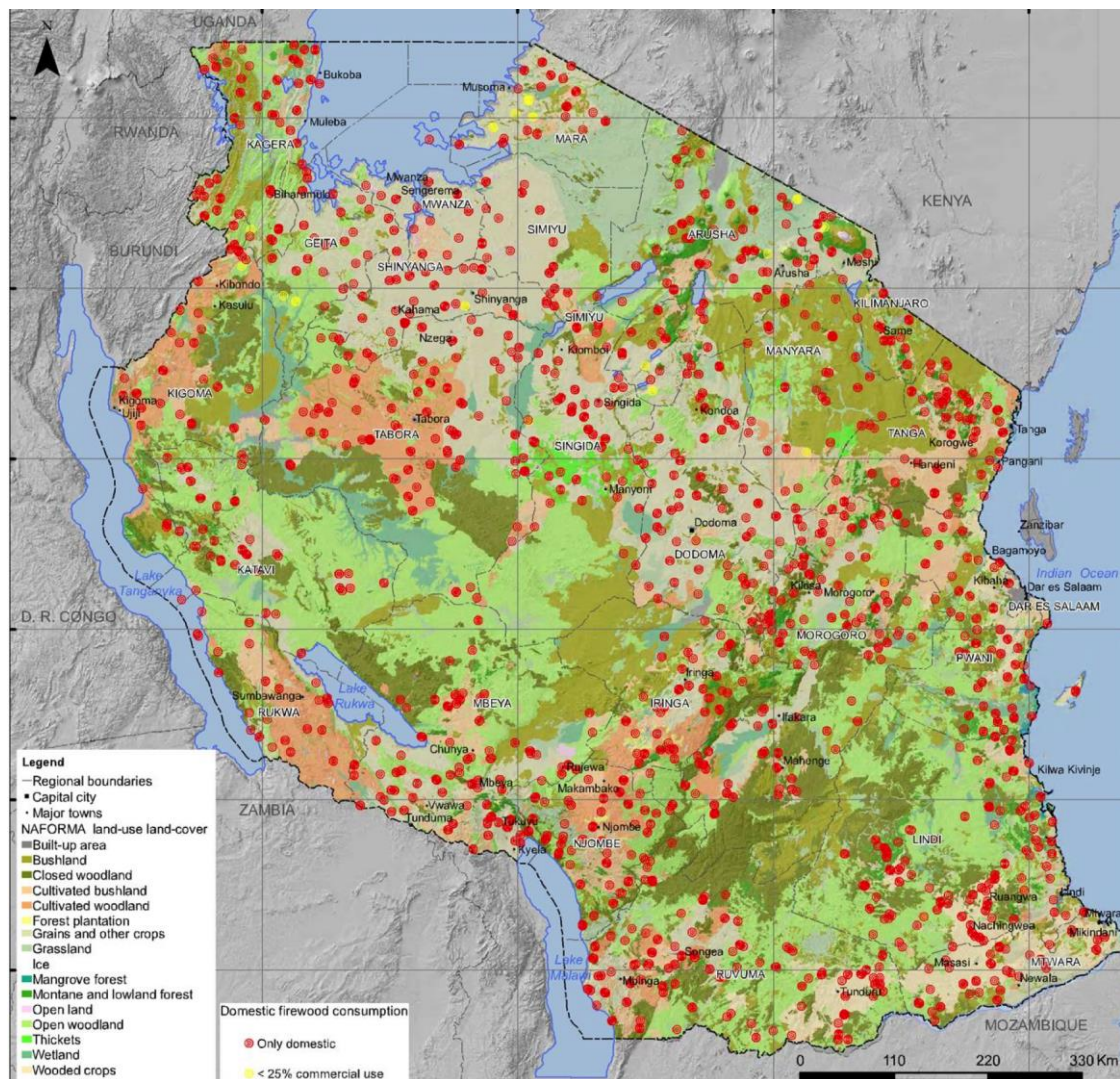 UGANDA
N
Bukoba
Musoma
RWANDA
Muleba
MARA
KAGERA
KENYA
Mwanza
Sengerema
Biharamulo
MWANZA
BURUNDI
GEITA
SIMIYU
ARUSHA
SHINYANGA
Arusha
Moshi
Kibondo
Kasulu
Shinyanga
KILIMANJARO
Kahama
SIMIYU
Same
Nzega
Kiomboi
MANYARA
KIGOMA
Kigoma
Ujiji
Singida
Kondoa
Tabora
TABORA
TANGA
Tanga
Korogwe
SINGIDA
Handeni
Pangani
Manyoni
Dodoma
Zanzibar
DODOMA
Bagamoyo
KATAVI
Lake
Tanganyka
Kibaha
Indian Ocean
Kilosa
Morogoro
Dar es Salaam
D. R. CONGO
DAR ES SALAAM
MOROGORO
PWANI
Iringa
Lake
Rukwa
Sumbawanga
RUKWA
MBEYA
IRINGA
Ifakara
Chunya
Mahenge
Kilwa Kivinje
Rujewa
Mbeya
Makambako
ZAMBIA
Vwawa
Tunduma
Tukuyu
Njombe
Kyela
NJOMBE
LINDI
Ruangwa
Lindi
Mtwara
Nachingwea
Mikindani
Songea
Lake
Malawi
Masasi
MTWARA
Mbinga
RUVUMA
Newala
Tunduru
MOZAMBIQUE
Legend
Regional boundaries
Capital city
Major towns
NAFORMA land-use land-cover
Built-up area
Bushland
Closed woodland
Cultivated bushland
Cultivated woodland
Forest plantation
Grains and other crops
Grassland
Ice
Mangrove forest
Montane and lowland forest
Open land
Open woodland
Thickets
Wetland
Wooded crops
Domestic firewood consumption
Only domestic
< 25% commercial use
0 110 220 330 Km